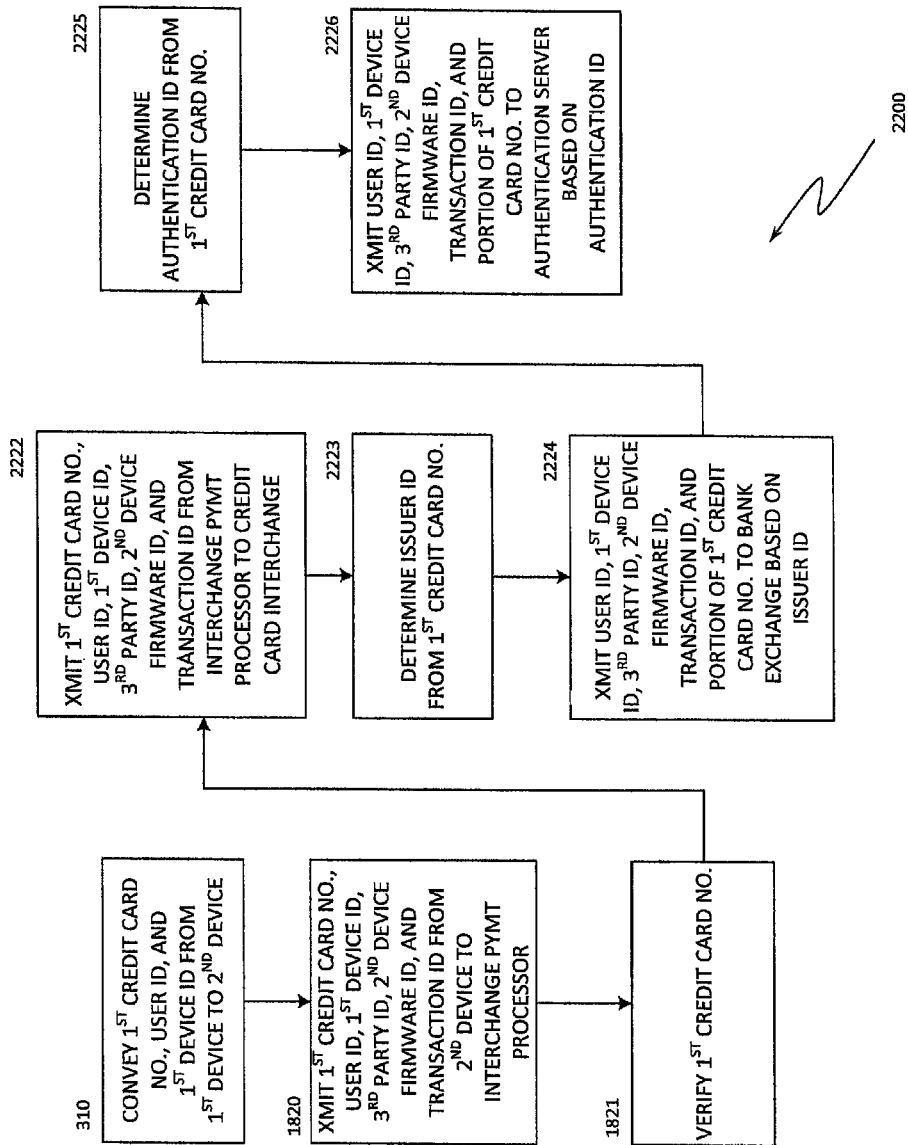 310
CONVEY 1ST CREDIT CARD
NO., USER ID, AND
1ST DEVICE ID FROM
1ST DEVICE TO 2ND DEVICE
1820
XMIT 1ST CREDIT CARD NO.,
USER ID, 1ST DEVICE ID,
3RD PARTY ID, 2ND DEVICE
FIRMWARE ID, AND
TRANSACTION ID FROM
2ND DEVICE TO
INTERCHANGE PYMT
PROCESSOR
1821
VERIFY 1ST CREDIT CARD NO.
2222
XMIT 1ST CREDIT CARD NO.,
USER ID, 1ST DEVICE ID,
3RD PARTY ID, 2ND DEVICE
FIRMWARE ID, AND
TRANSACTION ID FROM
INTERCHANGE PYMT
PROCESSOR TO CREDIT
CARD INTERCHANGE
2223
DETERMINE ISSUER ID
FROM 1ST CREDIT CARD NO.
2224
XMIT USER ID, 1ST DEVICE
ID, 3RD PARTY ID, 2ND DEVICE
FIRMWARE ID,
TRANSACTION ID, AND
PORTION OF 1ST CREDIT
CARD NO. TO BANK
EXCHANGE BASED ON
ISSUER ID
2225
DETERMINE
AUTHENTICATION ID FROM
1ST CREDIT CARD NO.
2226
XMIT USER ID, 1ST DEVICE
ID, 3RD PARTY ID, 2ND DEVICE
FIRMWARE ID,
TRANSACTION ID, AND
PORTION OF 1ST CREDIT
CARD NO. TO
AUTHENTICATION SERVER
BASED ON
AUTHENTICATION ID
2200